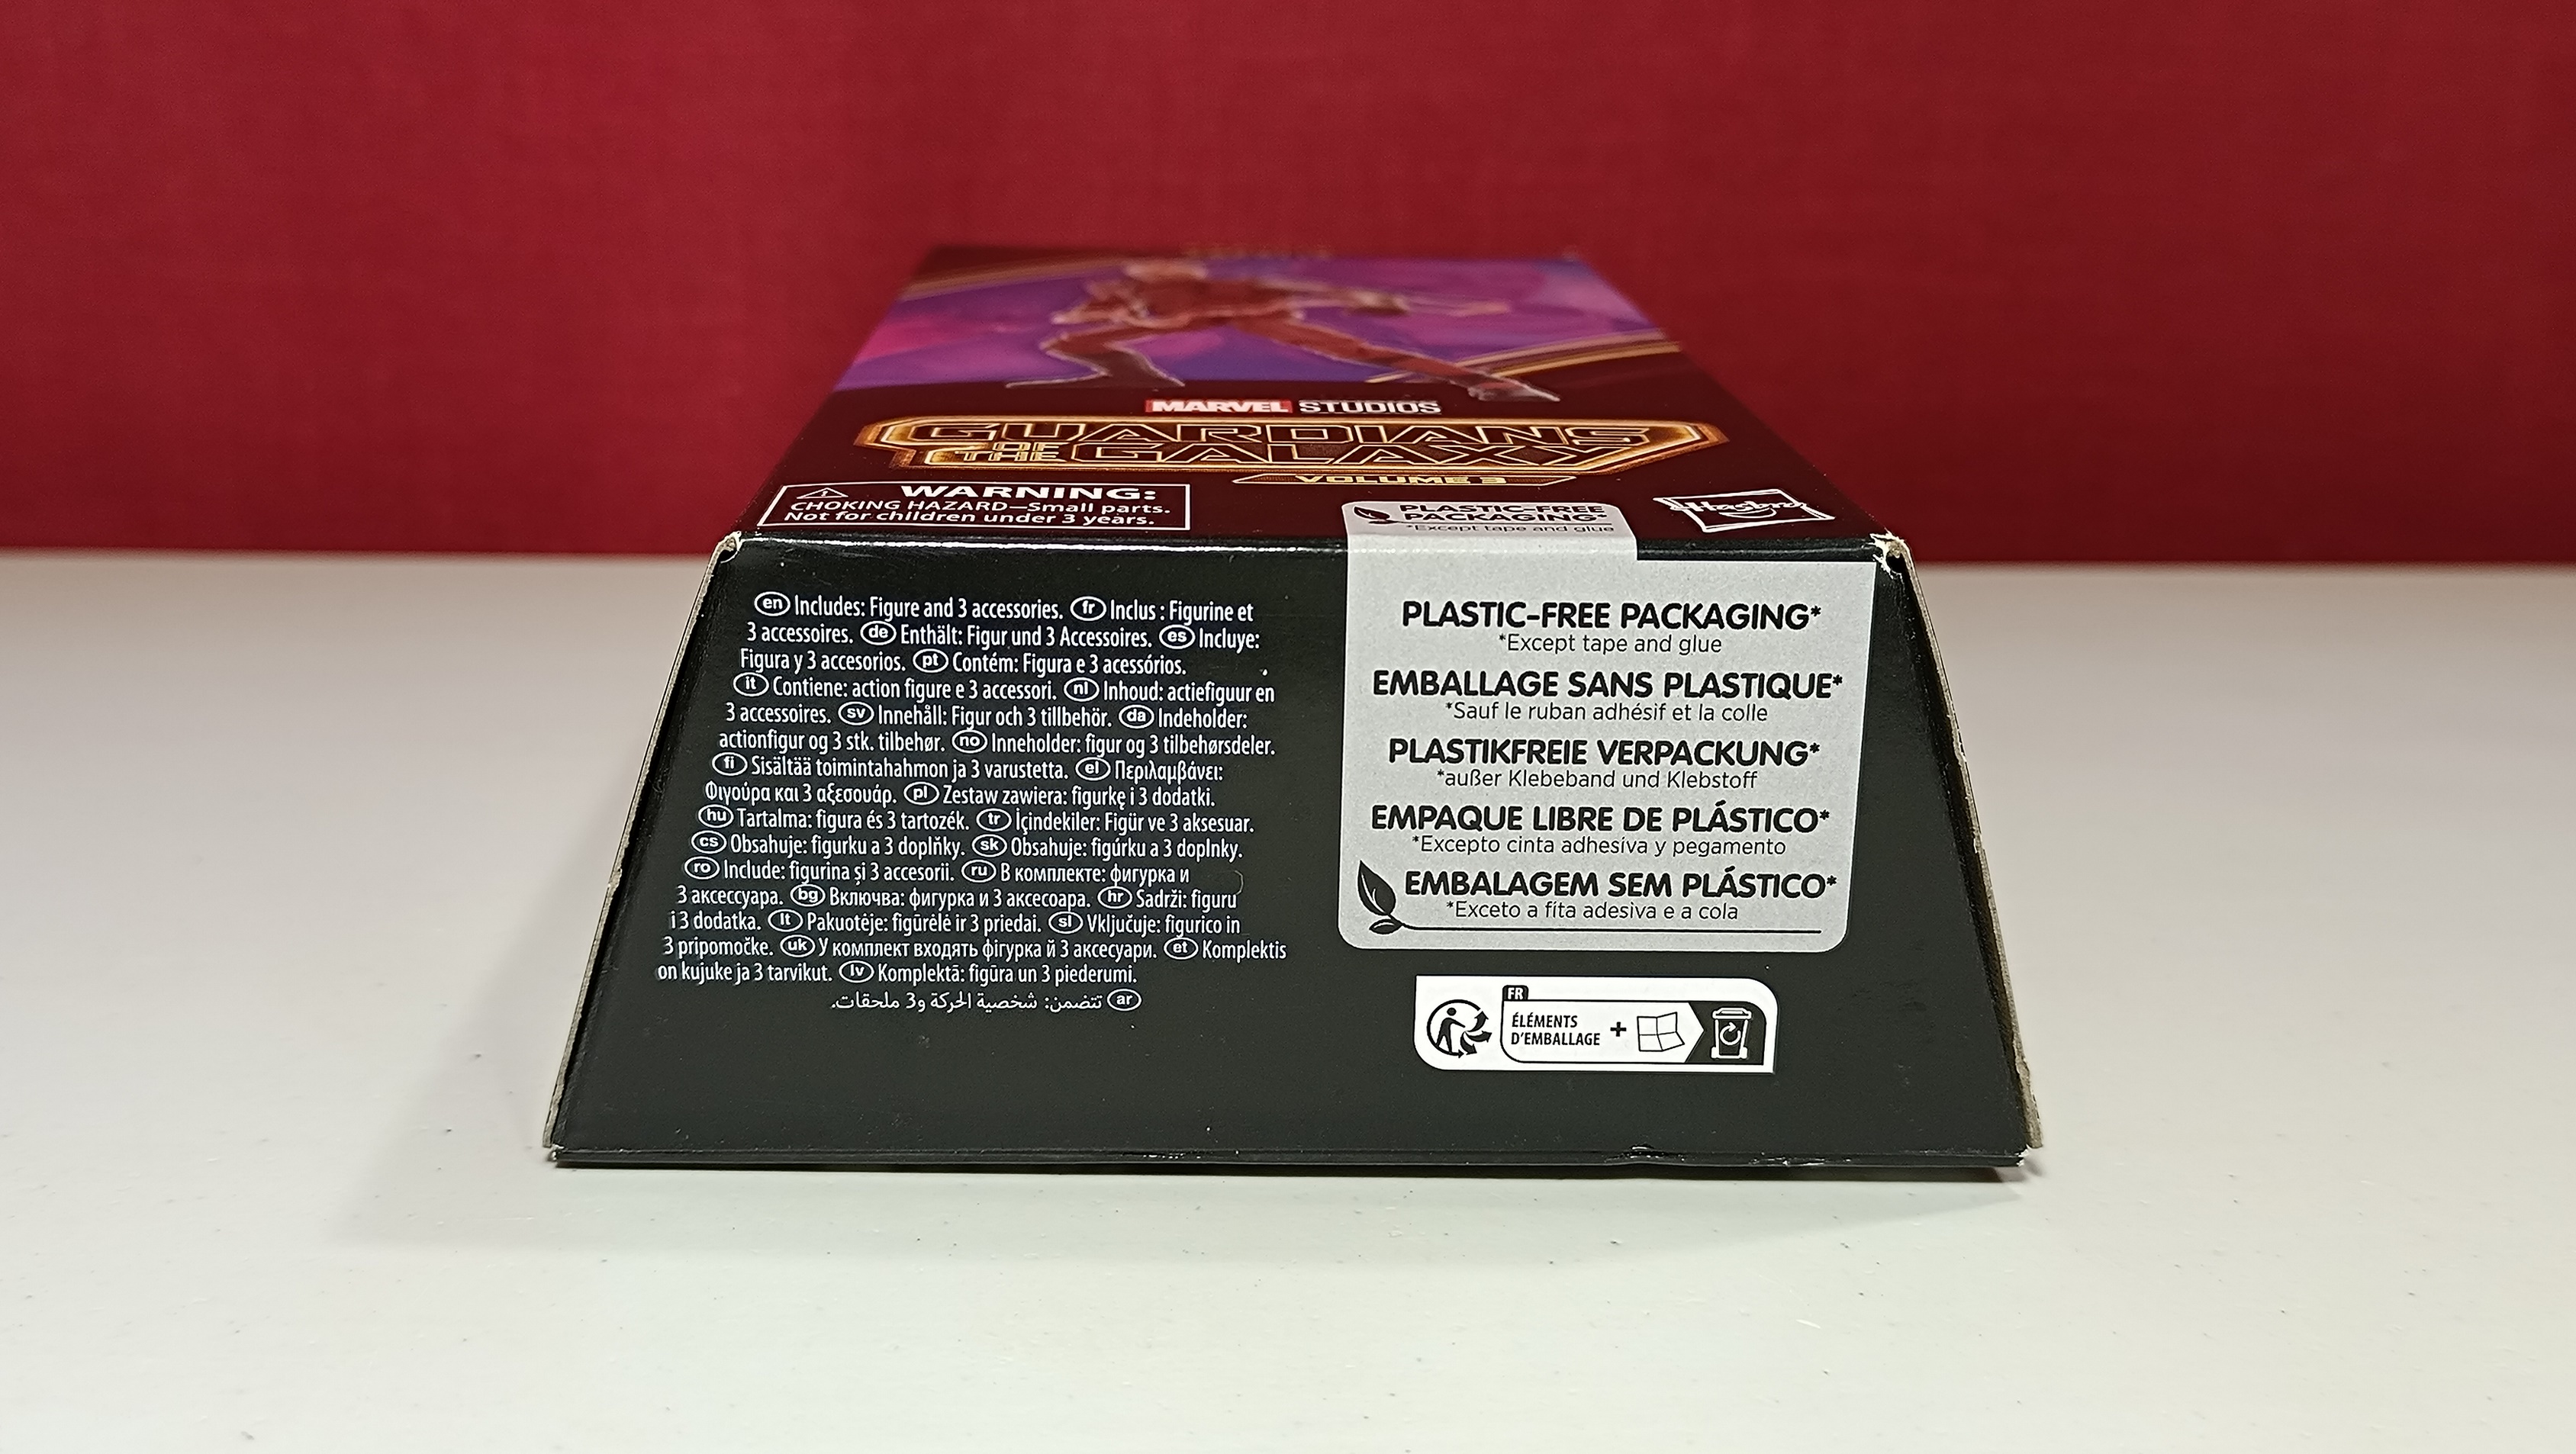 MARVEL STUDIOS
GUARDIANS
OF THE GALAXY
VOLUME 3
WARNING:
CHOKING HAZARD—Small parts.
Not for children under 3 years.
PLASTIC-FREE
PACKAGING*
*Except tape and glue
Hasbro
en Includes: Figure and 3 accessories. fr Inclus : Figurine et
3 accessoires. de Enthält: Figur und 3 Accessoires. es Incluye:
Figura y 3 accesorios. pt Contém: Figura e 3 acessórios.
it Contiene: action figure e 3 accessori. nl Inhoud: actiefiguur en
3 accessoires. sv Innehåll: Figur och 3 tillbehör. da Indeholder:
actionfigur og 3 stk. tilbehør. no Inneholder: figur og 3 tilbehørsdeler.
fi Sisältää toimintahahmon ja 3 varustetta. el Περιλαμβάνει:
Φιγούρα και 3 αξεσουάρ. pl Zestaw zawiera: figurkę i 3 dodatki.
hu Tartalma: figura és 3 tartozék. tr İçindekiler: Figür ve 3 aksesuar.
cs Obsahuje: figurku a 3 doplňky. sk Obsahuje: figúrku a 3 doplnky.
ro Include: figurina și 3 accesorii. ru В комплекте: фигурка и
3 аксессуара. bg Включва: фигурка и 3 аксесоара. hr Sadrži: figuru
i 3 dodatka. lt Pakuotėje: figūrėlė ir 3 priedai. sl Vključuje: figurico in
3 pripomočke. uk У комплект входять фігурка й 3 аксесуари. et Komplektis
on kujuke ja 3 tarvikut. lv Komplektā: figūra un 3 piederumi.
ar تتضمن: شخصية الحركة و3 ملحقات.
PLASTIC-FREE PACKAGING*
*Except tape and glue
EMBALLAGE SANS PLASTIQUE*
*Sauf le ruban adhésif et la colle
PLASTIKFREIE VERPACKUNG*
*außer Klebeband und Klebstoff
EMPAQUE LIBRE DE PLÁSTICO*
*Excepto cinta adhesiva y pegamento
EMBALAGEM SEM PLÁSTICO*
*Exceto a fita adesiva e a cola
FR
ÉLÉMENTS
D'EMBALLAGE +